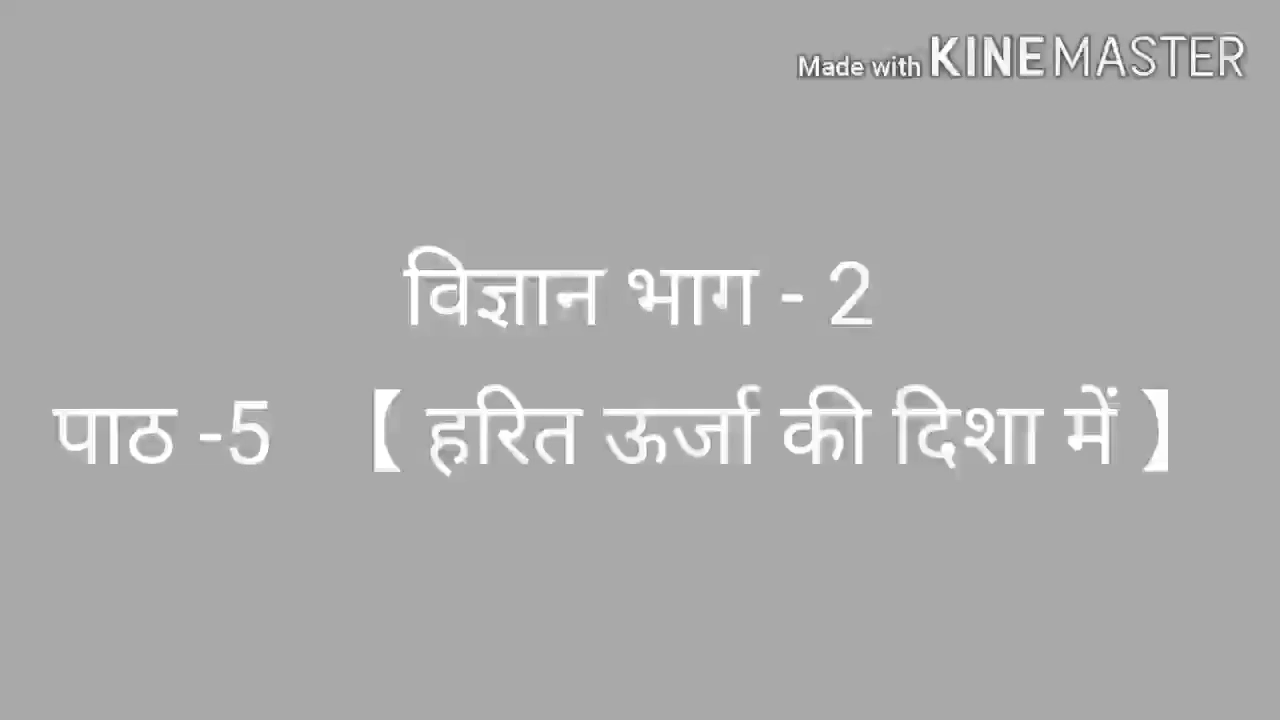 Made with KINEMASTER
विज्ञान भाग - 2
पाठ -5 【 हरित ऊर्जा की दिशा में 】